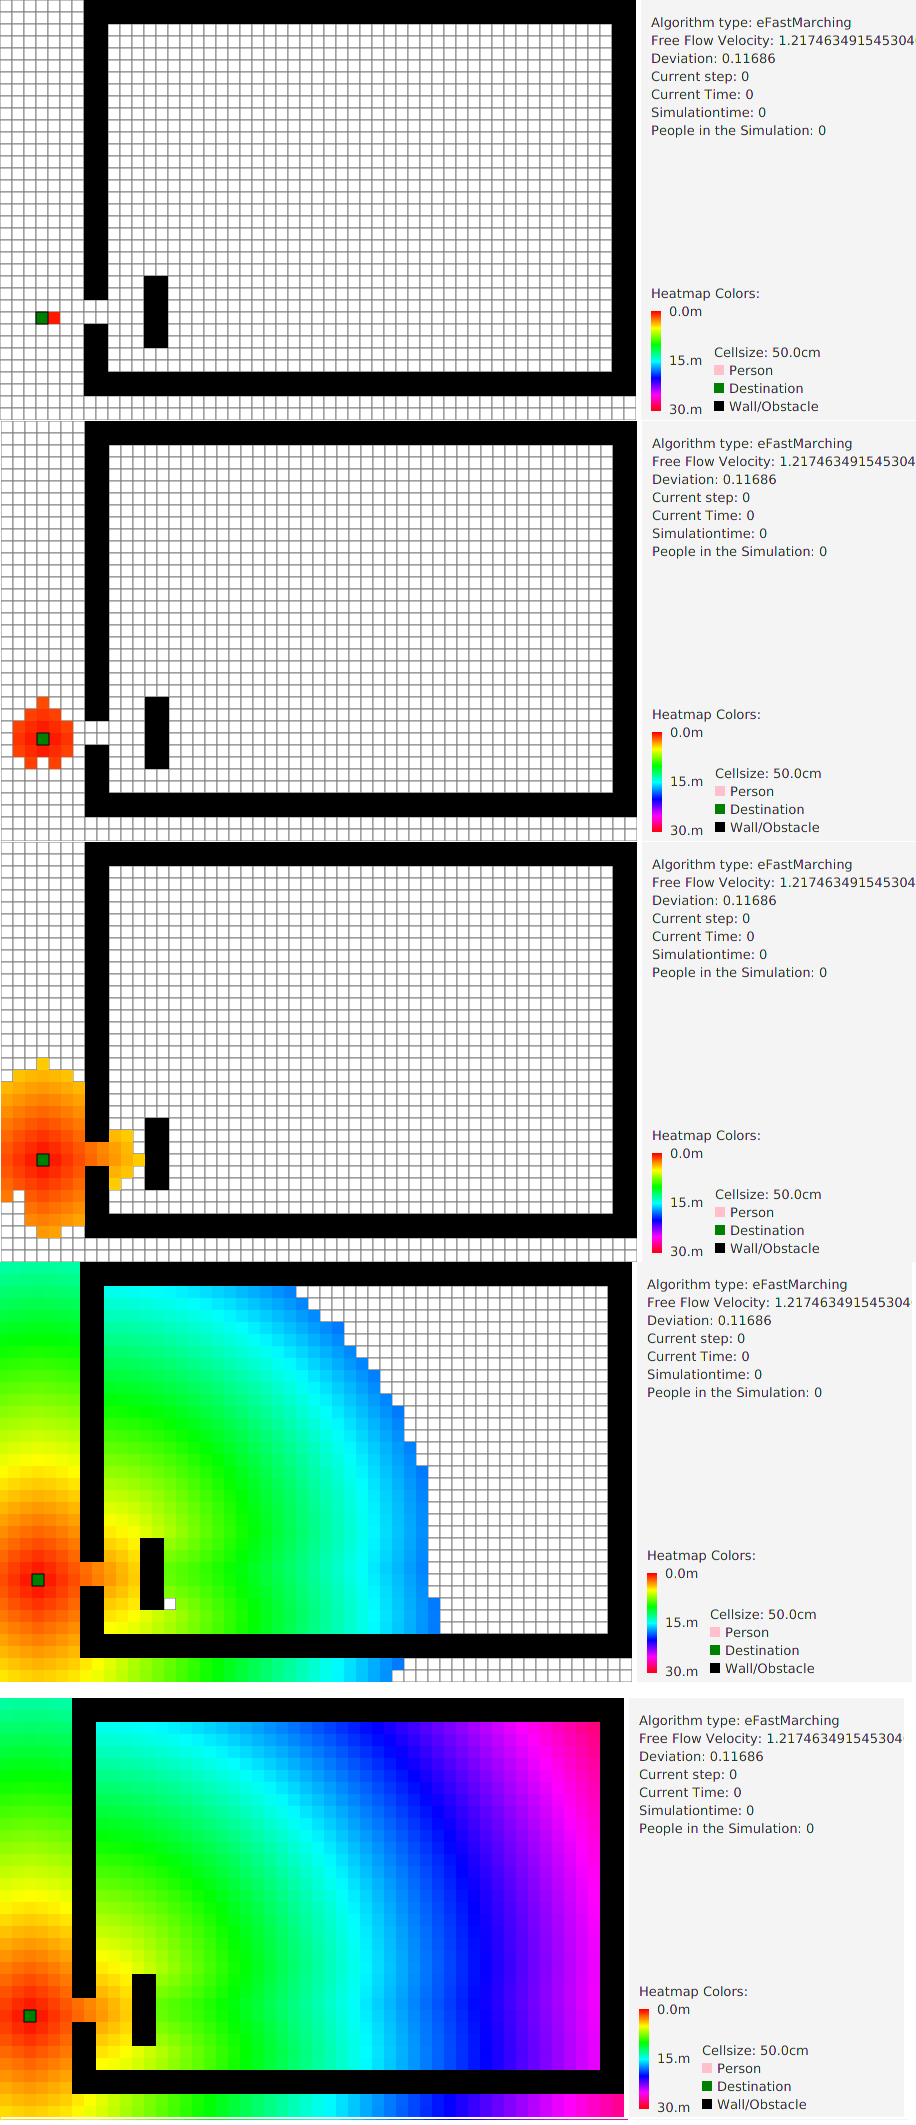 Algorithm type: eFastMarching
Free Flow Velocity: 1.217463491545304
Deviation: 0.11686
Current step: 0
Current Time: 0
Simulationtime: 0
People in the Simulation: 0
Heatmap Colors:
0.0m
15.m
30.m
Cellsize: 50.0cm
Person
Destination
Wall/Obstacle
Algorithm type: eFastMarching
Free Flow Velocity: 1.217463491545304
Deviation: 0.11686
Current step: 0
Current Time: 0
Simulationtime: 0
People in the Simulation: 0
Heatmap Colors:
0.0m
15.m
30.m
Cellsize: 50.0cm
Person
Destination
Wall/Obstacle
Algorithm type: eFastMarching
Free Flow Velocity: 1.217463491545304
Deviation: 0.11686
Current step: 0
Current Time: 0
Simulationtime: 0
People in the Simulation: 0
Heatmap Colors:
0.0m
15.m
30.m
Cellsize: 50.0cm
Person
Destination
Wall/Obstacle
Algorithm type: eFastMarching
Free Flow Velocity: 1.217463491545304
Deviation: 0.11686
Current step: 0
Current Time: 0
Simulationtime: 0
People in the Simulation: 0
Heatmap Colors:
0.0m
15.m
30.m
Cellsize: 50.0cm
Person
Destination
Wall/Obstacle
Algorithm type: eFastMarching
Free Flow Velocity: 1.217463491545304
Deviation: 0.11686
Current step: 0
Current Time: 0
Simulationtime: 0
People in the Simulation: 0
Heatmap Colors:
0.0m
15.m
30.m
Cellsize: 50.0cm
Person
Destination
Wall/Obstacle